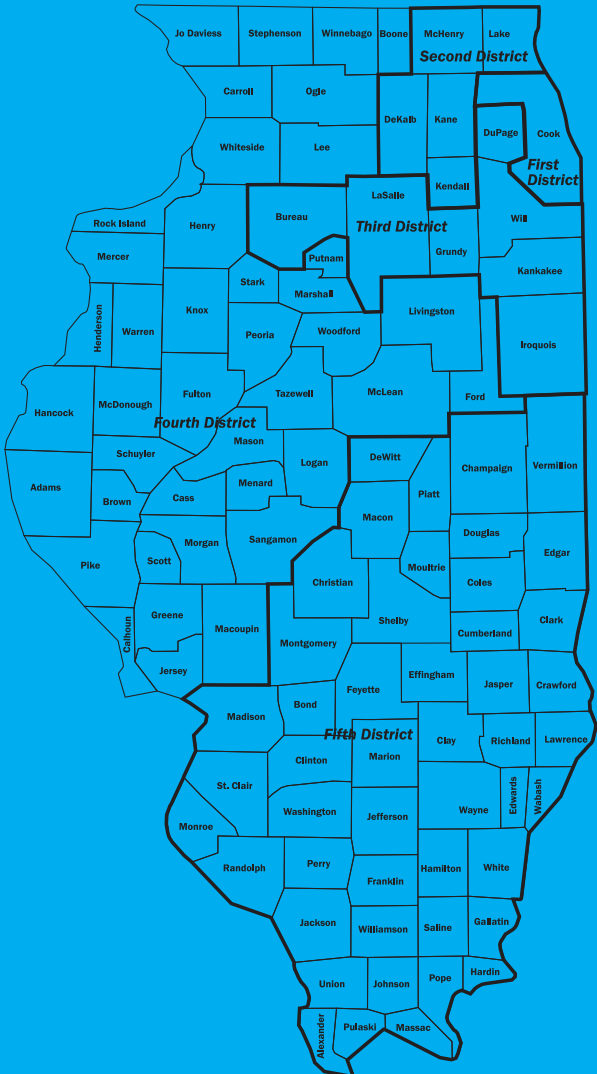 Jo Daviess
Stephenson
Winnebago
Boone
McHenry
Lake
Second District
Carroll
Ogle
DeKalb
Kane
DuPage
Cook
Whiteside
Lee
First
District
Kendall
LaSalle
Bureau
Third District
Rock Island
Henry
Will
Mercer
Putnam
Grundy
Kankakee
Stark
Marshall
Livingston
Henderson
Warren
Knox
Peoria
Woodford
Iroquois
Hancock
McDonough
Fulton
Tazewell
McLean
Ford
Fourth District
Mason
Schuyler
Logan
DeWitt
Champaign
Vermillion
Adams
Brown
Cass
Menard
Piatt
Macon
Pike
Scott
Morgan
Sangamon
Douglas
Edgar
Moultrie
Christian
Coles
Calhoun
Greene
Macoupin
Shelby
Clark
Montgomery
Cumberland
Jersey
Effingham
Jasper
Crawford
Feyette
Madison
Bond
Fifth District
Clay
Richland
Lawrence
Clinton
Marion
St. Clair
Edwards
Wabash
Washington
Jefferson
Wayne
Monroe
Randolph
Perry
Hamilton
White
Franklin
Jackson
Williamson
Saline
Gallatin
Union
Johnson
Pope
Hardin
Alexander
Pulaski
Massac